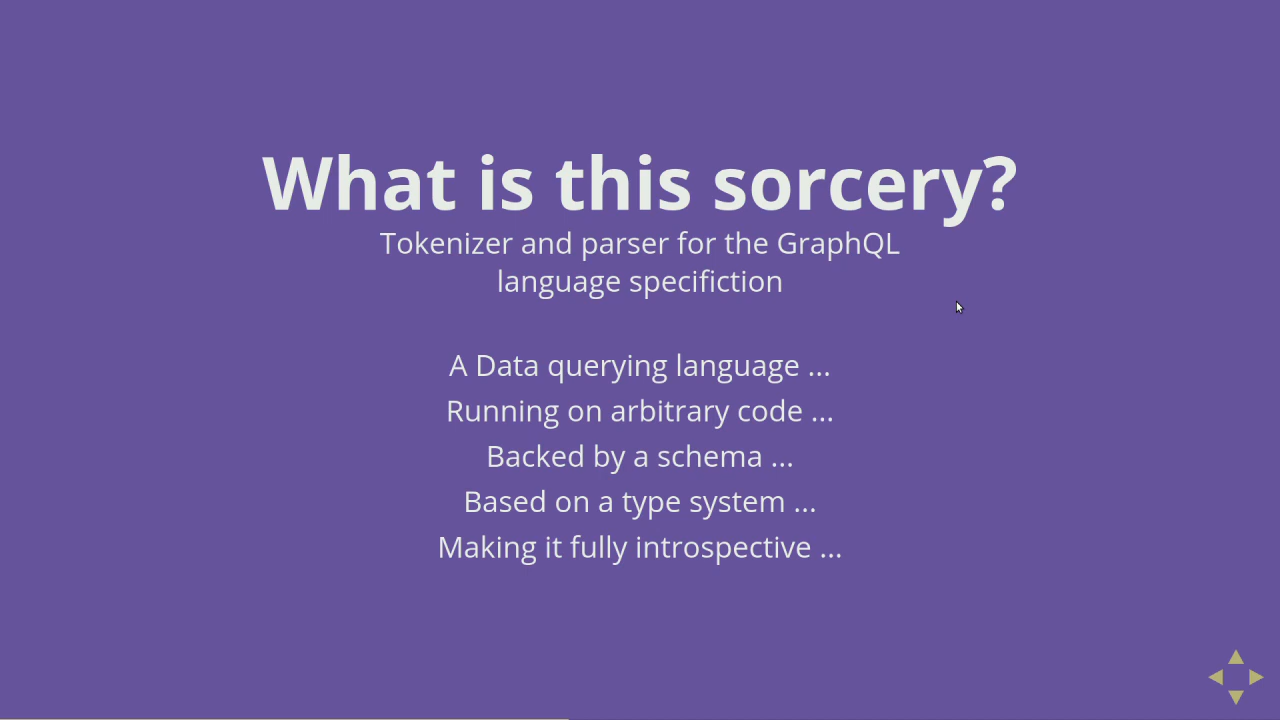 What is this sorcery?
Tokenizer and parser for the GraphQL
language specifiction
A Data querying language ...
Running on arbitrary code ...
Backed by a schema ...
Based on a type system ...
Making it fully introspective ...